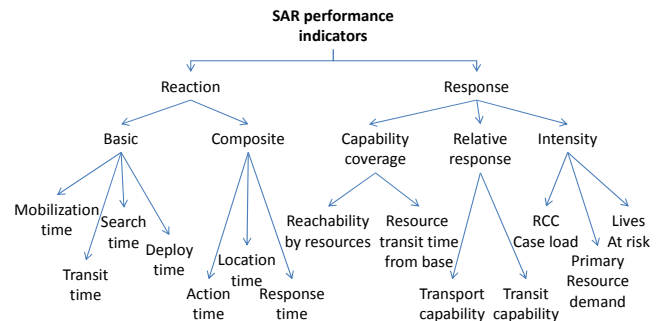 SAR performance
indicators
Reaction
Response
Basic
Composite
Capability
coverage
Relative
response
Intensity
Mobilization
time
Transit
time
Search
time
Deploy
time
Action
time
Location
time
Response
time
Reachability
by resources
Resource
transit time
from base
Transport
capability
Transit
capability
RCC
Case load
Primary
Resource
demand
Lives
At risk